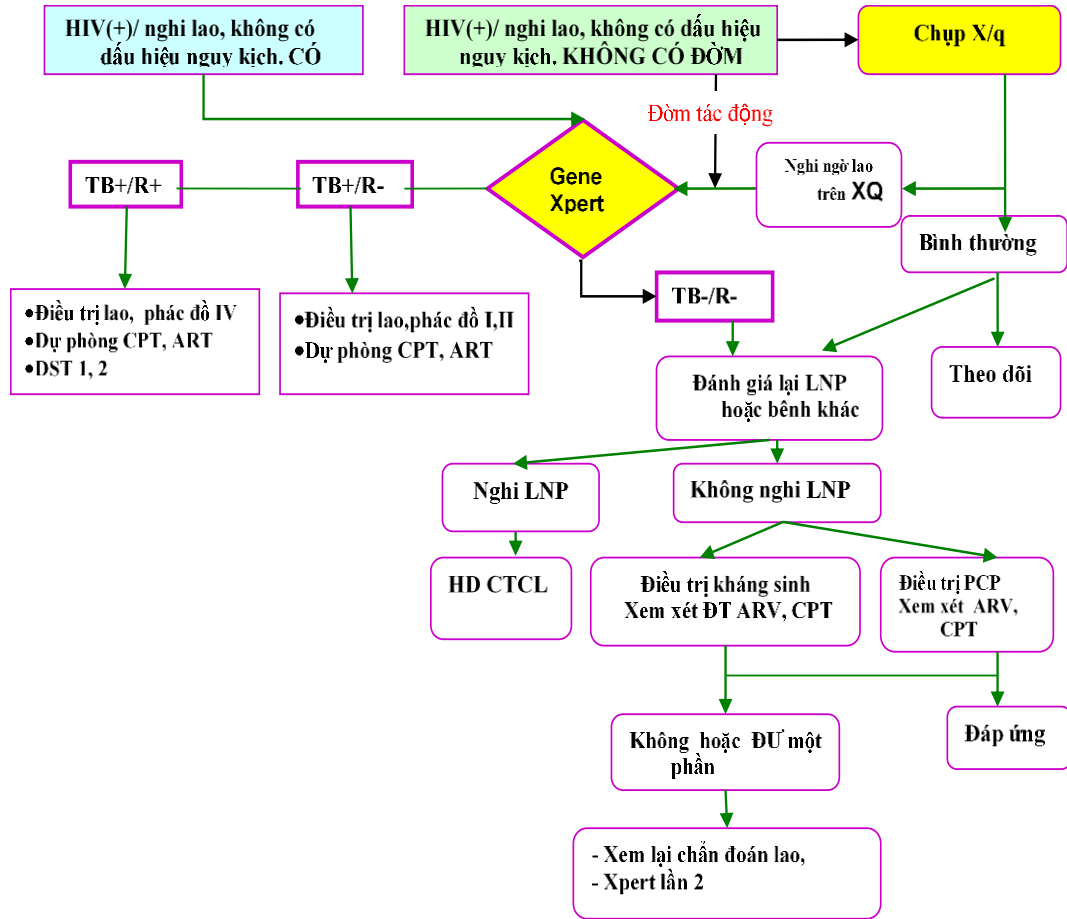 HIV(+)/ nghi lao, không có
dấu hiệu nguy kịch. CÓ
HIV(+)/ nghi lao, không có dấu hiệu
nguy kịch. KHÔNG CÓ ĐỜM
Chụp X/q
Đờm tác động
TB+/R+
TB+/R-
Gene
Xpert
Nghi ngờ lao
trên XQ
Bình thường
•Điều trị lao, phác đồ IV
•Dự phòng CPT, ART
•DST 1, 2
•Điều trị lao,phác đồ I,II
•Dự phòng CPT, ART
TB-/R-
Đánh giá lại LNP
hoặc bênh khác
Theo dõi
Nghi LNP
Không nghi LNP
HD CTCL
Điều trị kháng sinh
Xem xét ĐT ARV, CPT
Điều trị PCP
Xem xét ARV,
CPT
Không hoặc ĐƯ một
phần
Đáp ứng
- Xem lại chẩn đoán lao,
- Xpert lần 2